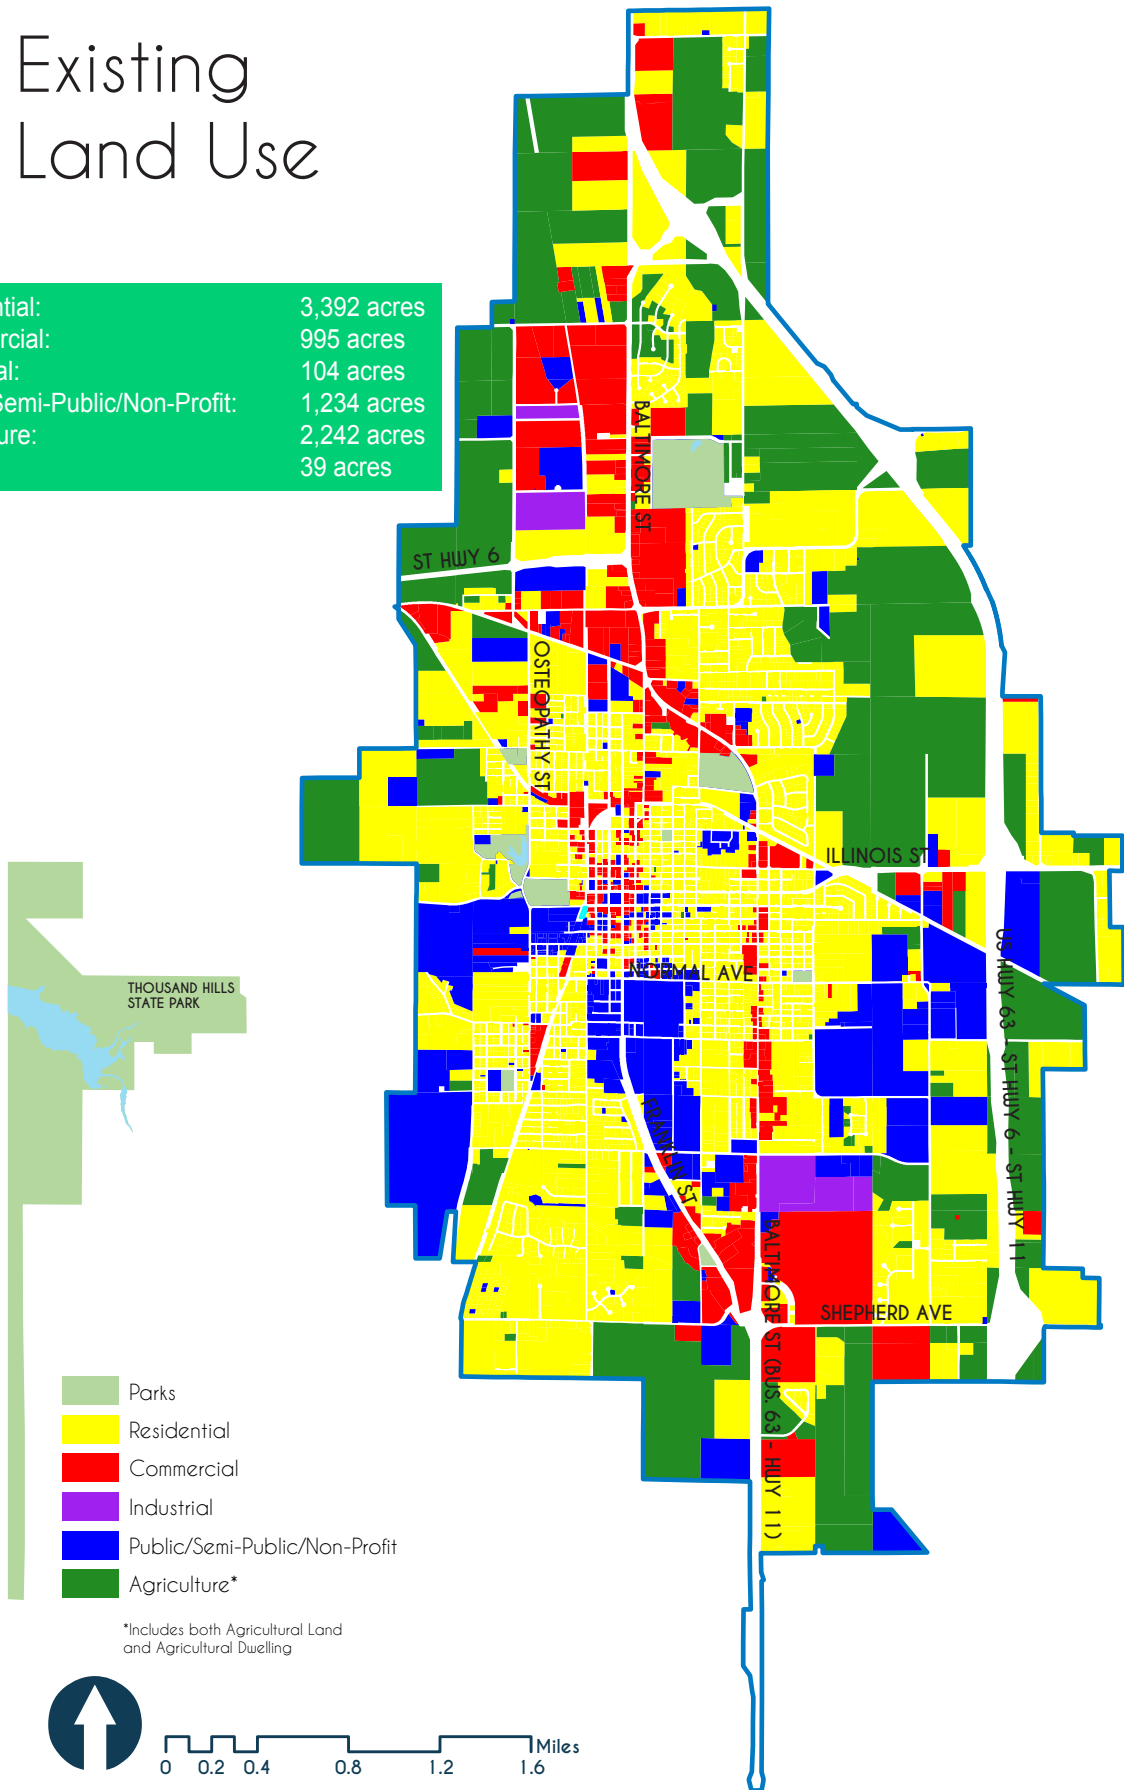 Existing
Land Use
ntial: 3,392 acres
rcial: 995 acres
al: 104 acres
Semi-Public/Non-Profit: 1,234 acres
ure: 2,242 acres
39 acres
BALTIMORE ST
ST HWY 6
OSTEOPATHY ST
ILLINOIS ST
US HWY 63 - ST HWY 6 - ST HWY 11
NORMAL AVE
THOUSAND HILLS
STATE PARK
FRANKLIN ST
BALTIMORE ST (BUS. 63 - HWY 11)
SHEPHERD AVE
Parks
Residential
Commercial
Industrial
Public/Semi-Public/Non-Profit
Agriculture*
*Includes both Agricultural Land
and Agricultural Dwelling
Miles
0 0.2 0.4 0.8 1.2 1.6